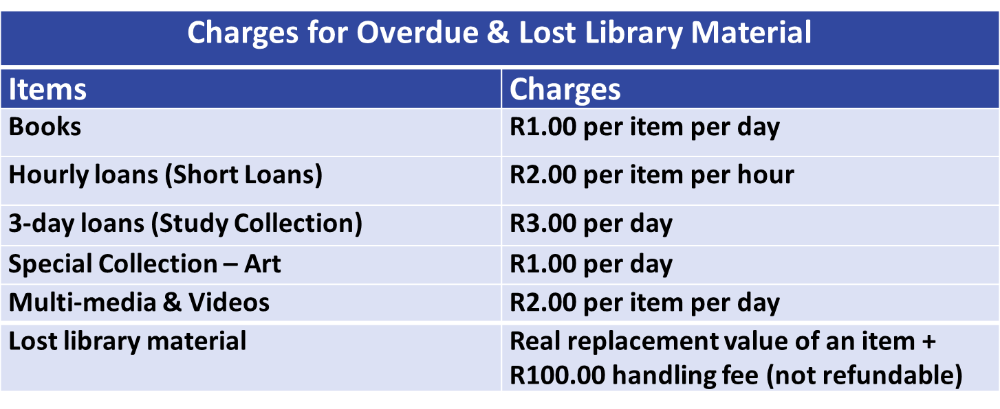 Charges for Overdue & Lost Library Material
Items
Charges
Books
R1.00 per item per day
Hourly loans (Short Loans)
R2.00 per item per hour
3-day loans (Study Collection)
R3.00 per day
Special Collection – Art
R1.00 per day
Multi-media & Videos
R2.00 per item per day
Lost library material
Real replacement value of an item +
R100.00 handling fee (not refundable)